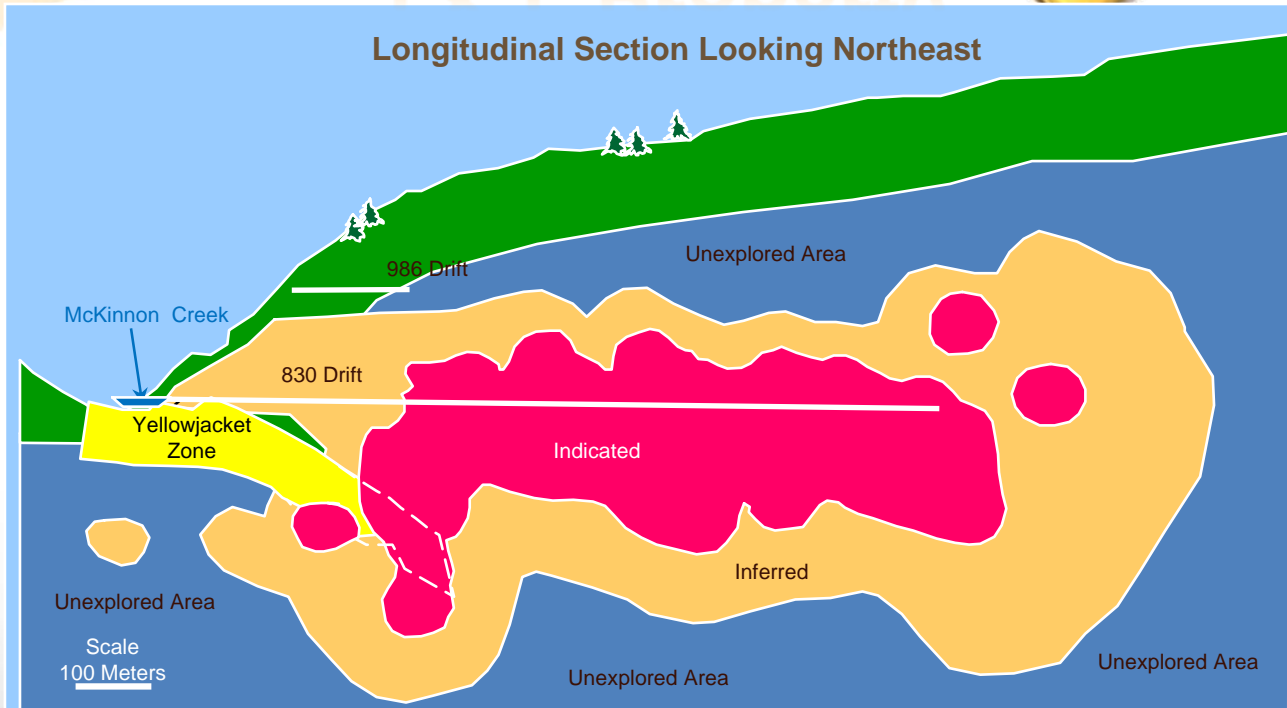 Longitudinal Section Looking Northeast
Unexplored Area
986 Drift
McKinnon Creek
830 Drift
Yellowjacket
Zone
Indicated
Inferred
Unexplored Area
Scale
100 Meters
Unexplored Area
Unexplored Area